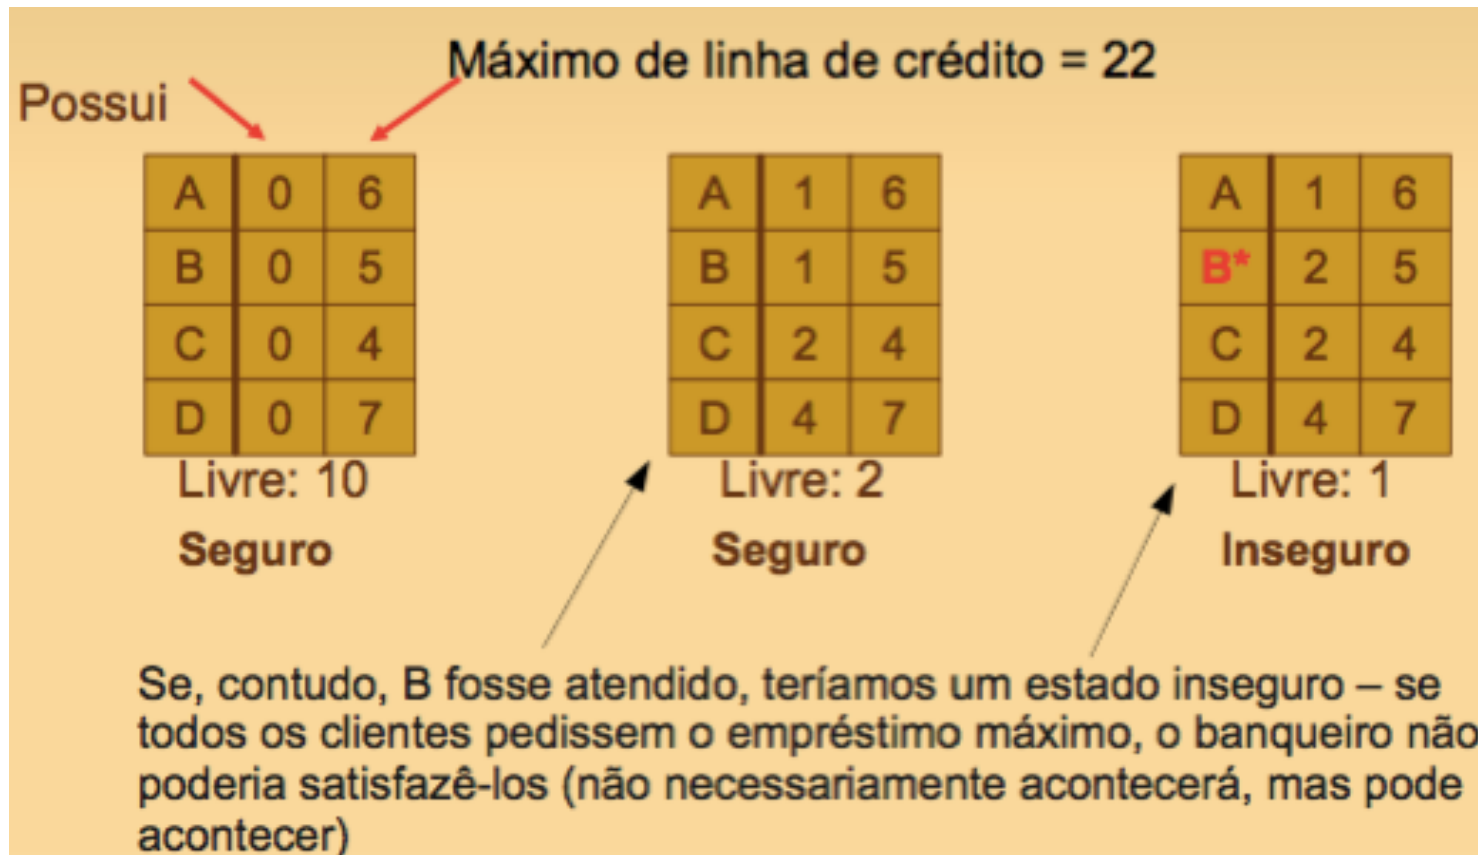 Máximo de linha de crédito = 22
Possui
A 0 6
B 0 5
C 0 4
D 0 7
Livre: 10
Seguro
A 1 6
B 1 5
C 2 4
D 4 7
Livre: 2
Seguro
A 1 6
B* 2 5
C 2 4
D 4 7
Livre: 1
Inseguro
Se, contudo, B fosse atendido, teríamos um estado inseguro – se
todos os clientes pedissem o empréstimo máximo, o banqueiro não
poderia satisfazê-los (não necessariamente acontecerá, mas pode
acontecer)